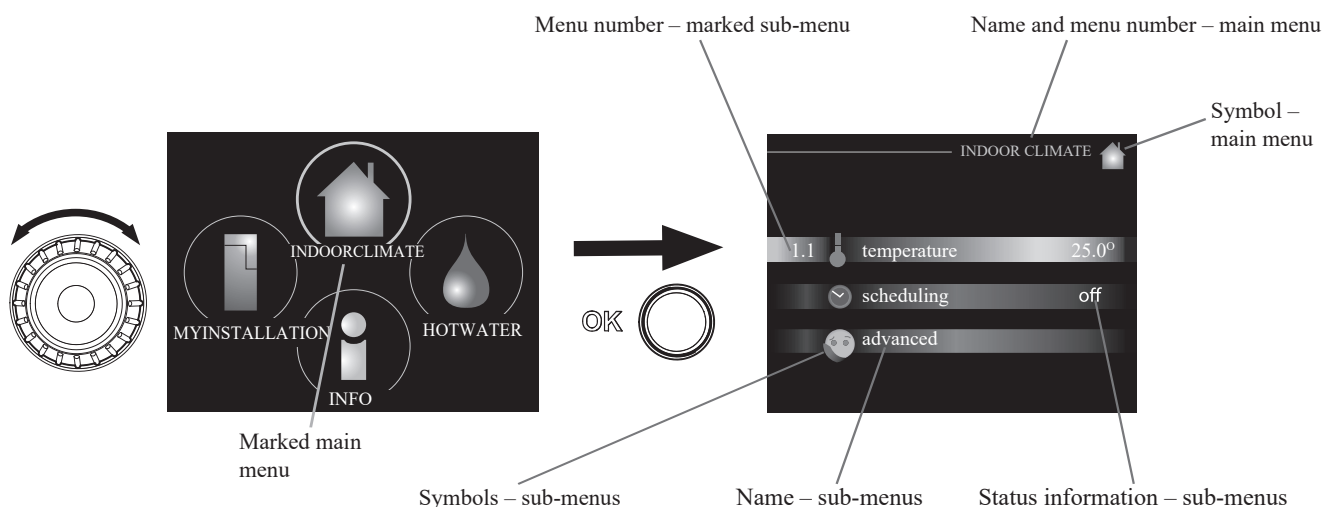 Menu number – marked sub-menu
Name and menu number – main menu
Symbol –
main menu
INDOOR CLIMATE
INDOORCLIMATE
MYINSTALLATION
HOTWATER
INFO
OK
1.1 temperature 25.0°
scheduling off
advanced
Marked main
menu
Symbols – sub-menus
Name – sub-menus
Status information – sub-menus